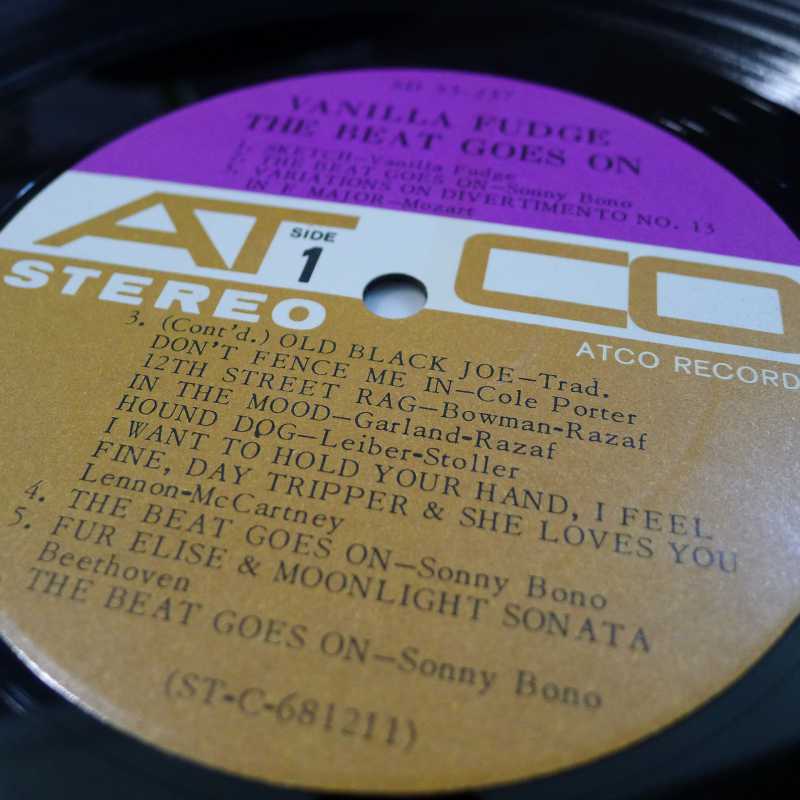 SD 33-237
VANILLA FUDGE
THE BEAT GOES ON
1. SKETCH—Vanilla Fudge
2. THE BEAT GOES ON—Sonny Bono
3. VARIATIONS ON DIVERTIMENTO NO. 13
IN F MAJOR—Mozart
ATCO
SIDE
1
STEREO
ATCO RECORD
3. (Cont'd.) OLD BLACK JOE—Trad.
DON'T FENCE ME IN—Cole Porter
12TH STREET RAG—Bowman-Razaf
IN THE MOOD—Garland-Razaf
HOUND DOG—Leiber-Stoller
I WANT TO HOLD YOUR HAND, I FEEL
FINE, DAY TRIPPER & SHE LOVES YOU
Lennon-McCartney
4. THE BEAT GOES ON—Sonny Bono
5. FUR ELISE & MOONLIGHT SONATA
Beethoven
THE BEAT GOES ON—Sonny Bono
(ST-C-681211)